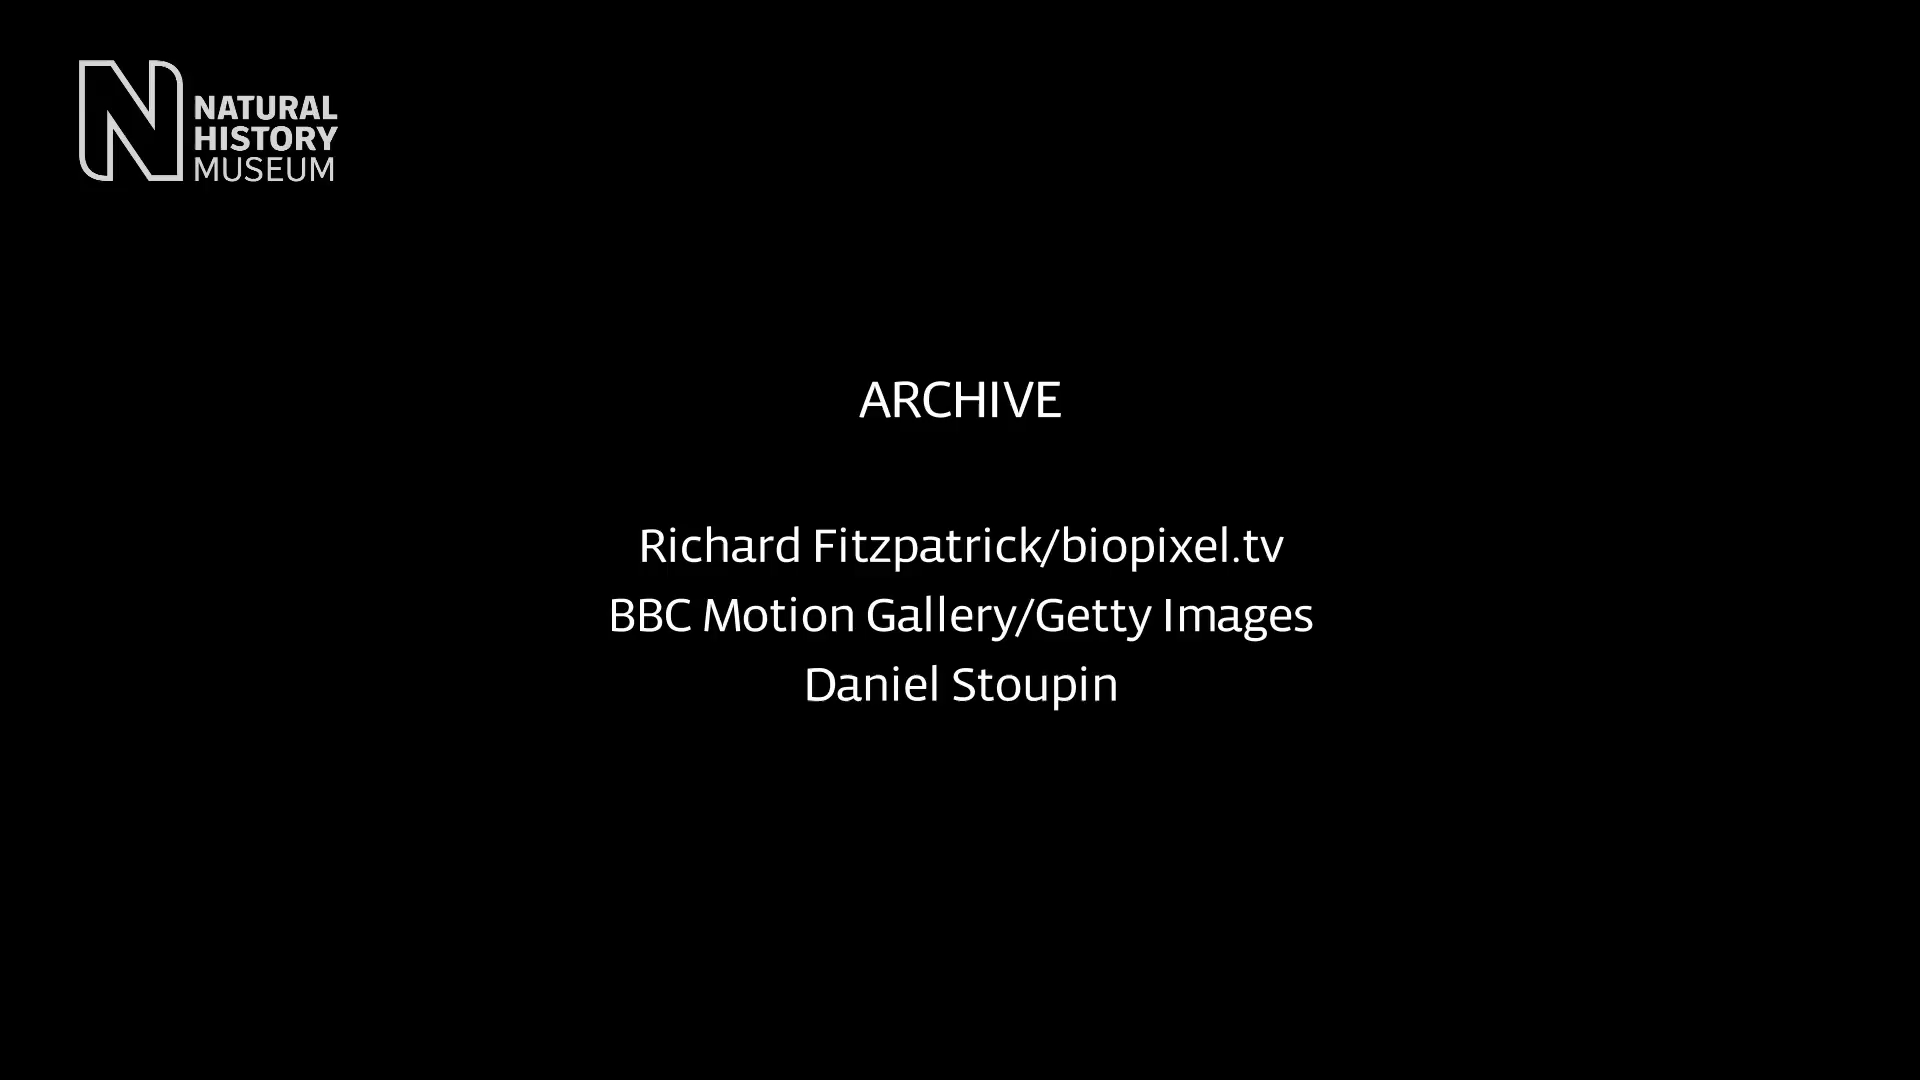 NATURAL
HISTORY
MUSEUM
ARCHIVE
Richard Fitzpatrick/biopixel.tv
BBC Motion Gallery/Getty Images
Daniel Stoupin